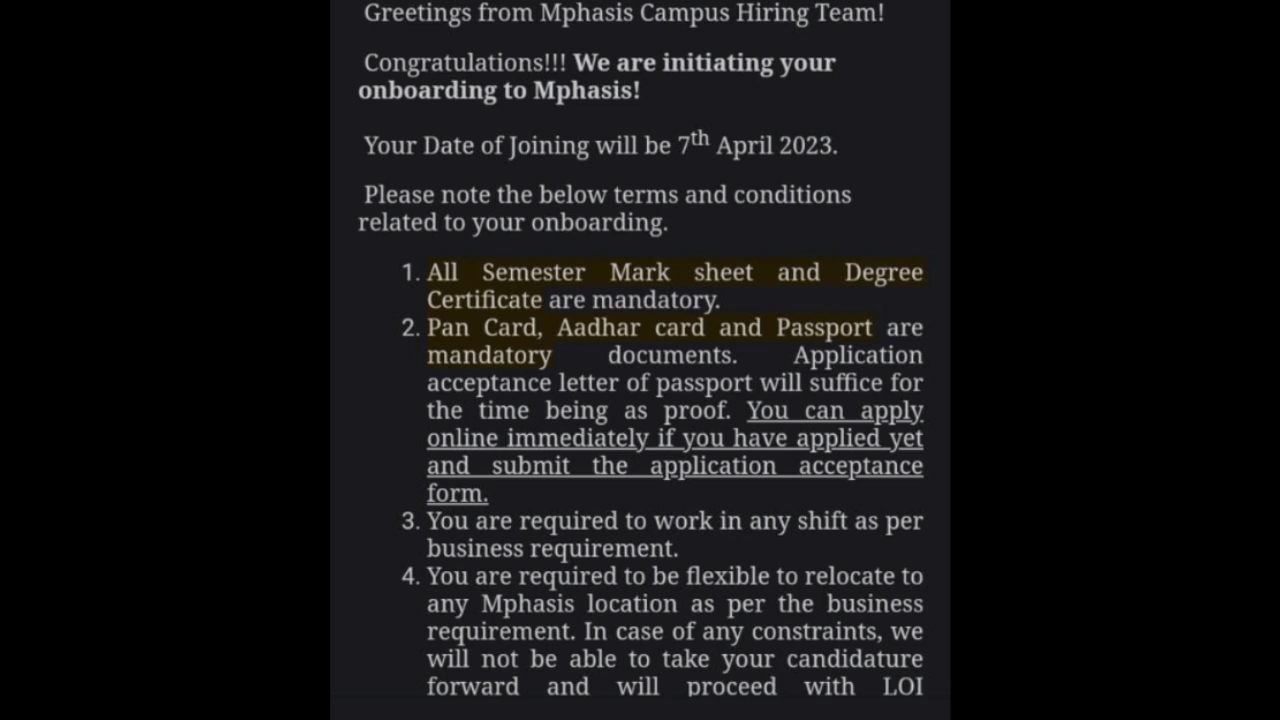 Greetings from Mphasis Campus Hiring Team!
Congratulations!!! We are initiating your
onboarding to Mphasis!
Your Date of Joining will be 7th April 2023.
Please note the below terms and conditions
related to your onboarding.
1. All Semester Mark sheet and Degree
Certificate are mandatory.
2. Pan Card, Aadhar card and Passport are
mandatory documents. Application
acceptance letter of passport will suffice for
the time being as proof. You can apply
online immediately if you have applied yet
and submit the application acceptance
form.
3. You are required to work in any shift as per
business requirement.
4. You are required to be flexible to relocate to
any Mphasis location as per the business
requirement. In case of any constraints, we
will not be able to take your candidature
forward and will proceed with LOI